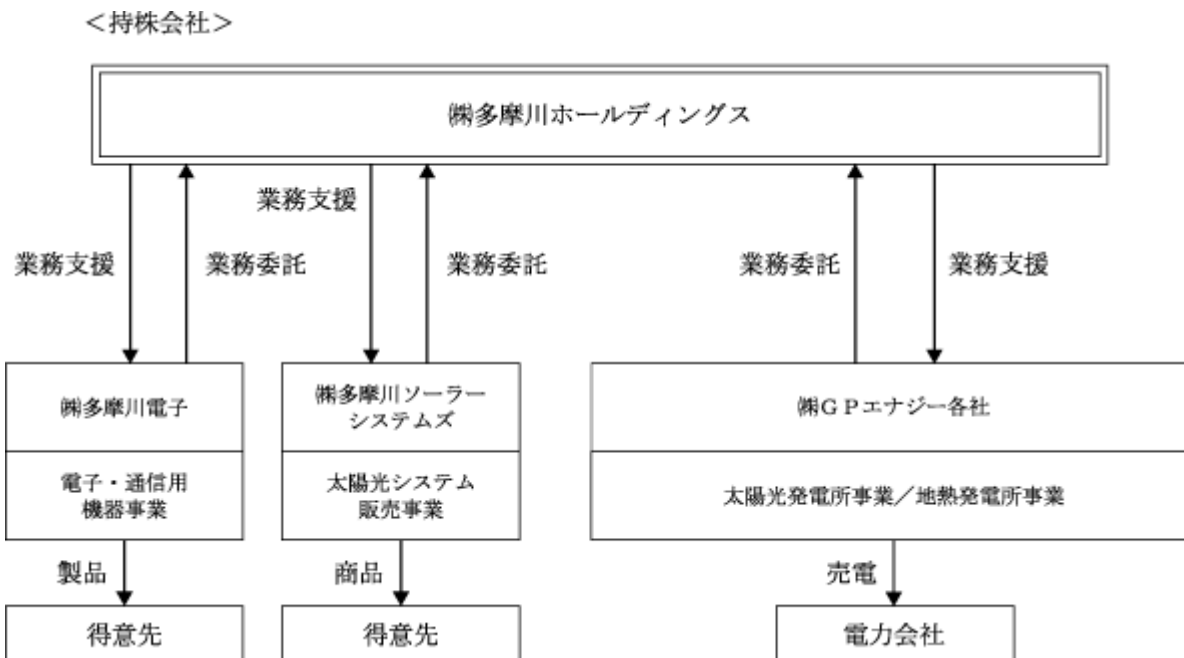 ＜持株会社＞
㈱多摩川ホールディングス
業務支援
業務支援
業務委託
業務委託
業務委託
業務支援
㈱多摩川電子
㈱多摩川ソーラー
システムズ
㈱ＧＰエナジー各社
電子・通信用
機器事業
太陽光システム
販売事業
太陽光発電所事業／地熱発電所事業
製品
商品
売電
得意先
得意先
電力会社